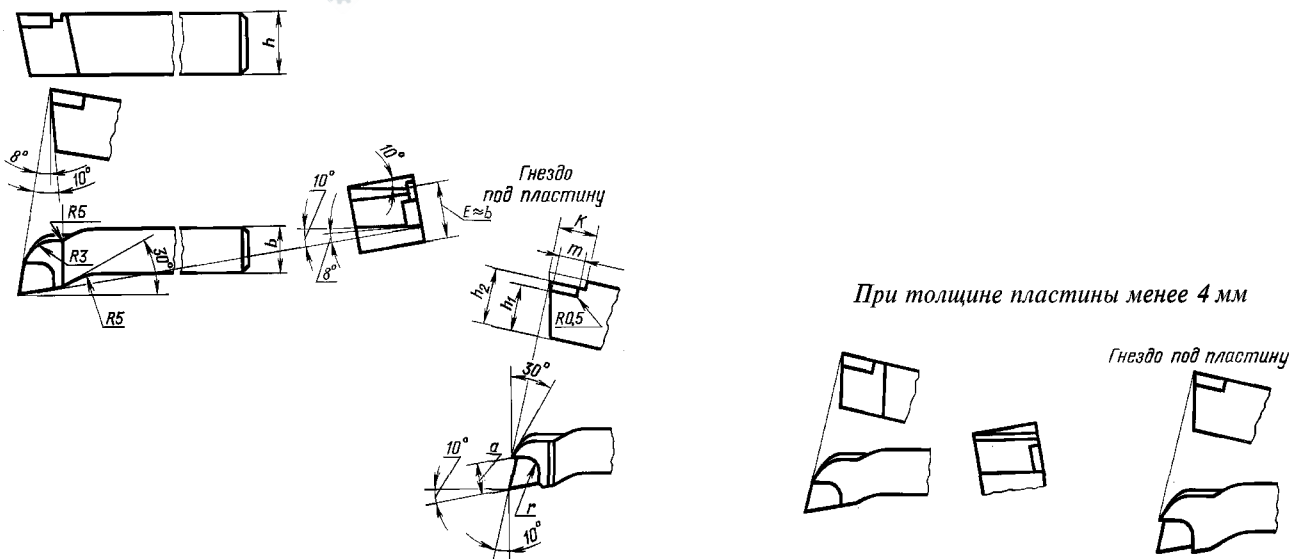 h
8°
10°
R5
R3
30°
b
R5
10°
8°
10°
E≈b
Гнездо
под пластину
K
m
h₂
h₁
R0,5
30°
10°
a
r
10°
При толщине пластины менее 4 мм
Гнездо под пластину